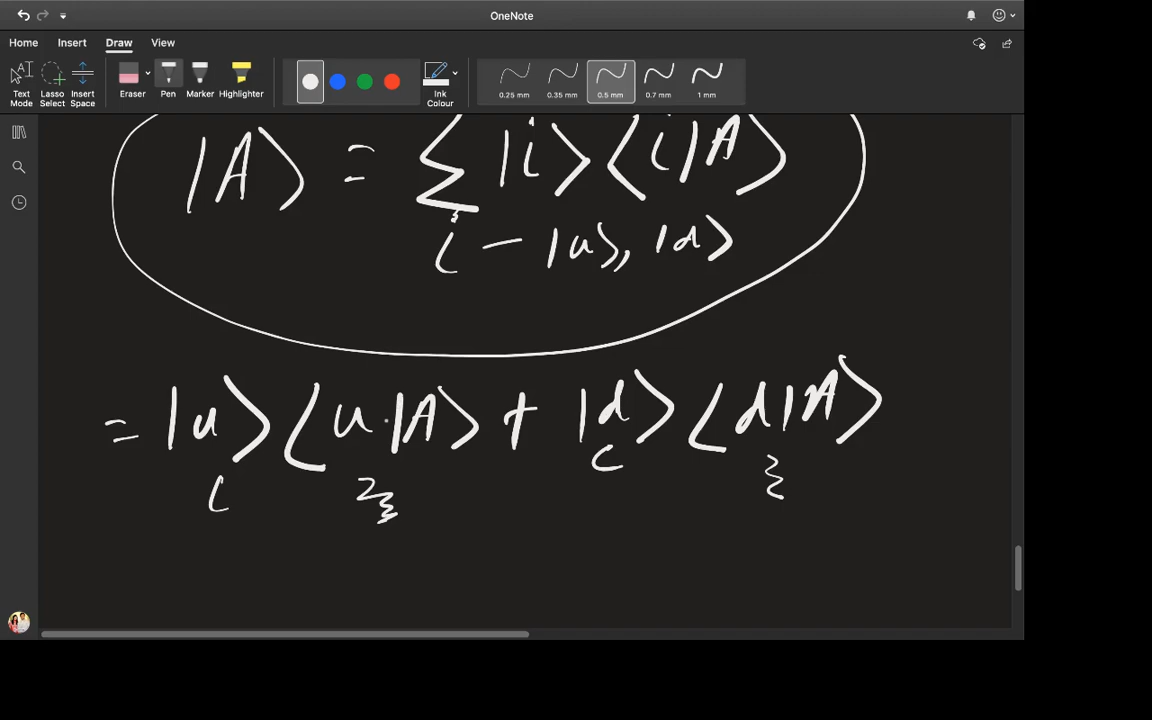 OneNote
Home Insert Draw View
Text Mode Lasso Select Insert Space Eraser Pen Marker Highlighter Ink Colour 0.25 mm 0.35 mm 0.5 mm 0.7 mm 1 mm
|A⟩ = Σ |i⟩⟨i|A⟩
i – |u⟩, |d⟩
= |u⟩⟨u|A⟩ + |d⟩⟨d|A⟩